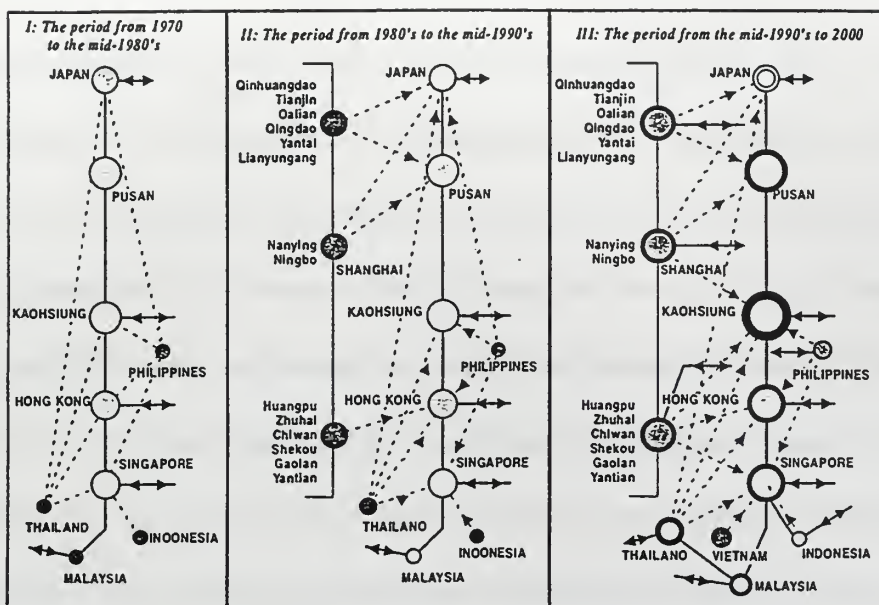 I: The period from 1970
to the mid-1980's
JAPAN
PUSAN
KAOHSIUNG
PHILIPPINES
HONG KONG
SINGAPORE
THAILAND
INOONESIA
MALAYSIA
II: The period from 1980's to the mid-1990's
Qinhuangdao
Tianjin
Oalian
Qingdao
Yantai
Lianyungang
JAPAN
PUSAN
Nanying
Ningbo
SHANGHAI
KAOHSIUNG
PHILIPPINES
Huangpu
Zhuhal
Chiwan
Shekou
Gaolan
Yantian
HONG KONG
SINGAPORE
THAILANO
INOONESIA
MALAYSIA
III: The period from the mid-1990's to 2000
Qinhuangdao
Tianjin
Oalian
Qingdao
Yantai
Lianyungang
JAPAN
PUSAN
Nanying
Ningbo
SHANGHAI
KAOHSIUNG
PHILIPPINES
Huangpu
Zhuhal
Chiwan
Shekou
Gaolan
Yantian
HONG KONG
SINGAPORE
THAILANO
VIETNAM
INDONESIA
MALAYSIA